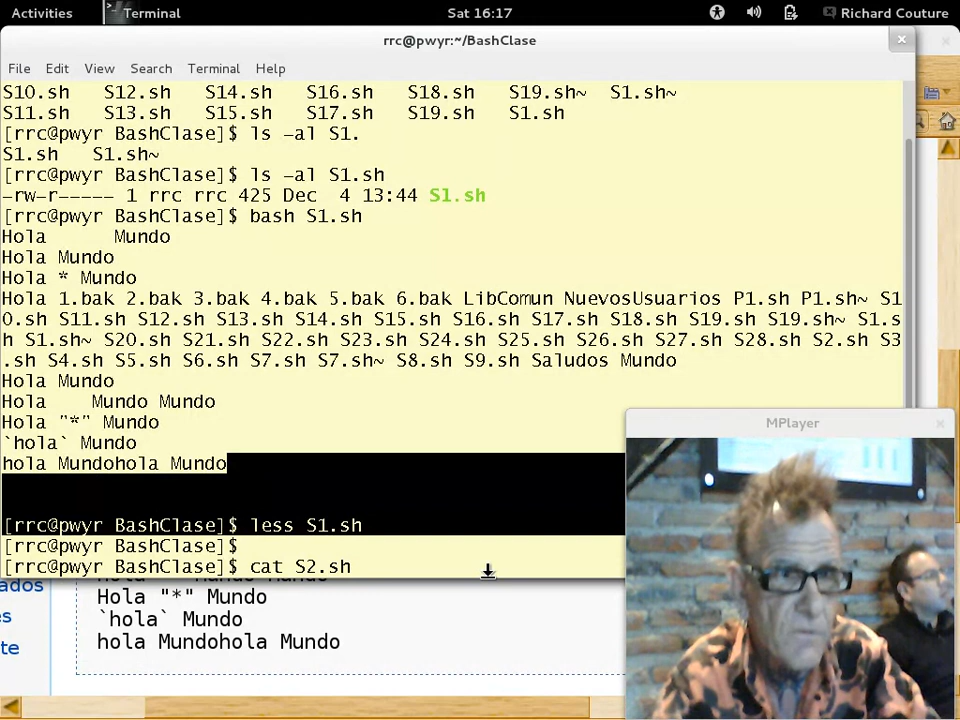 Activities Terminal Sat 16:17 Richard Couture
rrc@pwyr:~/BashClase
File Edit View Search Terminal Help
S10.sh S12.sh S14.sh S16.sh S18.sh S19.sh~ S1.sh~
S11.sh S13.sh S15.sh S17.sh S19.sh S1.sh
[rrc@pwyr BashClase]$ ls -al S1.
S1.sh S1.sh~
[rrc@pwyr BashClase]$ ls -al S1.sh
-rw-r----- 1 rrc rrc 425 Dec 4 13:44 S1.sh
[rrc@pwyr BashClase]$ bash S1.sh
Hola Mundo
Hola Mundo
Hola * Mundo
Hola 1.bak 2.bak 3.bak 4.bak 5.bak 6.bak LibComun NuevosUsuarios P1.sh P1.sh~ S1
0.sh S11.sh S12.sh S13.sh S14.sh S15.sh S16.sh S17.sh S18.sh S19.sh S19.sh~ S1.s
h S1.sh~ S20.sh S21.sh S22.sh S23.sh S24.sh S25.sh S26.sh S27.sh S28.sh S2.sh S3
.sh S4.sh S5.sh S6.sh S7.sh S7.sh~ S8.sh S9.sh Saludos Mundo
Hola Mundo
Hola Mundo Mundo
Hola "*" Mundo
`hola` Mundo
hola Mundohola Mundo
[rrc@pwyr BashClase]$ less S1.sh
[rrc@pwyr BashClase]$
[rrc@pwyr BashClase]$ cat S2.sh
MPlayer
Hola "*" Mundo
`hola` Mundo
hola Mundohola Mundo